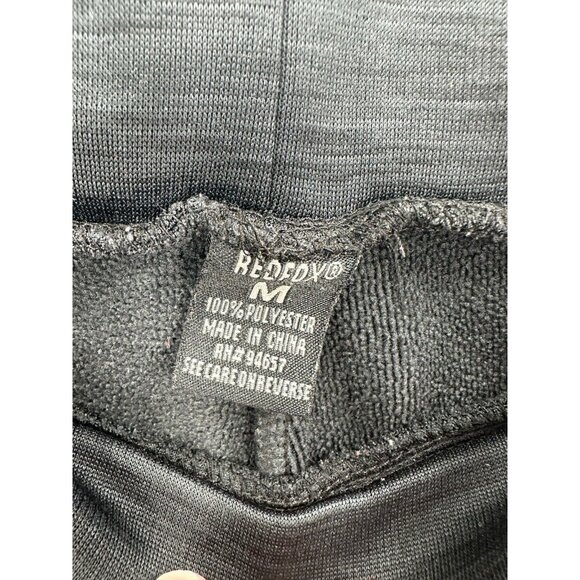 REDFOX®
M
100% POLYESTER
MADE IN CHINA
RN# 94657
SEE CARE ON REVERSE